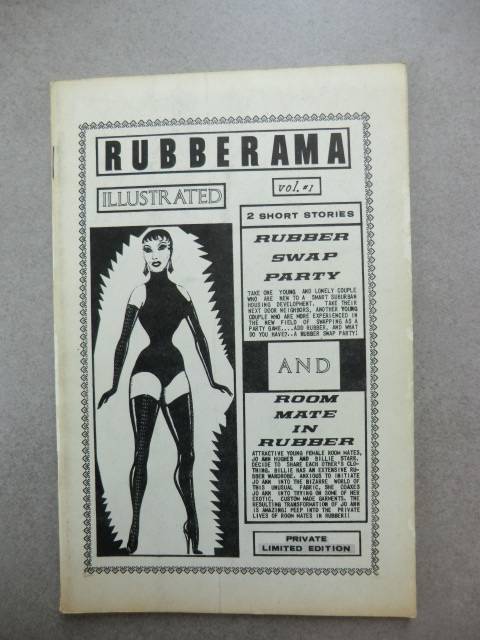 RUBBERAMA
ILLUSTRATED
vol. #1
2 SHORT STORIES
RUBBER
SWAP
PARTY
TAKE ONE YOUNG AND LONELY COUPLE
WHO ARE NEW TO A SMART SUBURBAN
HOUSING DEVELOPMENT. TAKE THEIR
NEXT DOOR NEIGHBORS, ANOTHER YOUNG
COUPLE WHO ARE MORE EXPERIENCED IN
THE NEW FIELD OF SWAPPING AS A
PARTY GAME....ADD RUBBER, AND WHAT
DO YOU HAVE?..A RUBBER SWAP PARTY!
AND
ROOM
MATE
IN
RUBBER
ATTRACTIVE YOUNG FEMALE ROOM MATES,
JO ANN HUGHES AND BILLIE STARR,
DECIDE TO SHARE EACH OTHER'S CLO-
THING. BILLIE HAS AN EXTENSIVE RU-
BBER WARDROBE. ANXIOUS TO INITIATE
JO ANN INTO THE BIZARRE WORLD OF
THIS UNUSUAL FABRIC, SHE COAXES
JO ANN INTO TRYING ON SOME OF HER
EXOTIC, CUSTOM MADE GARMENTS. THE
RESULTING TRANSFORMATION OF JO ANN
IS AMAZING! PEEP INTO THE PRIVATE
LIVES OF ROOM MATES IN RUBBER!!
PRIVATE
LIMITED EDITION